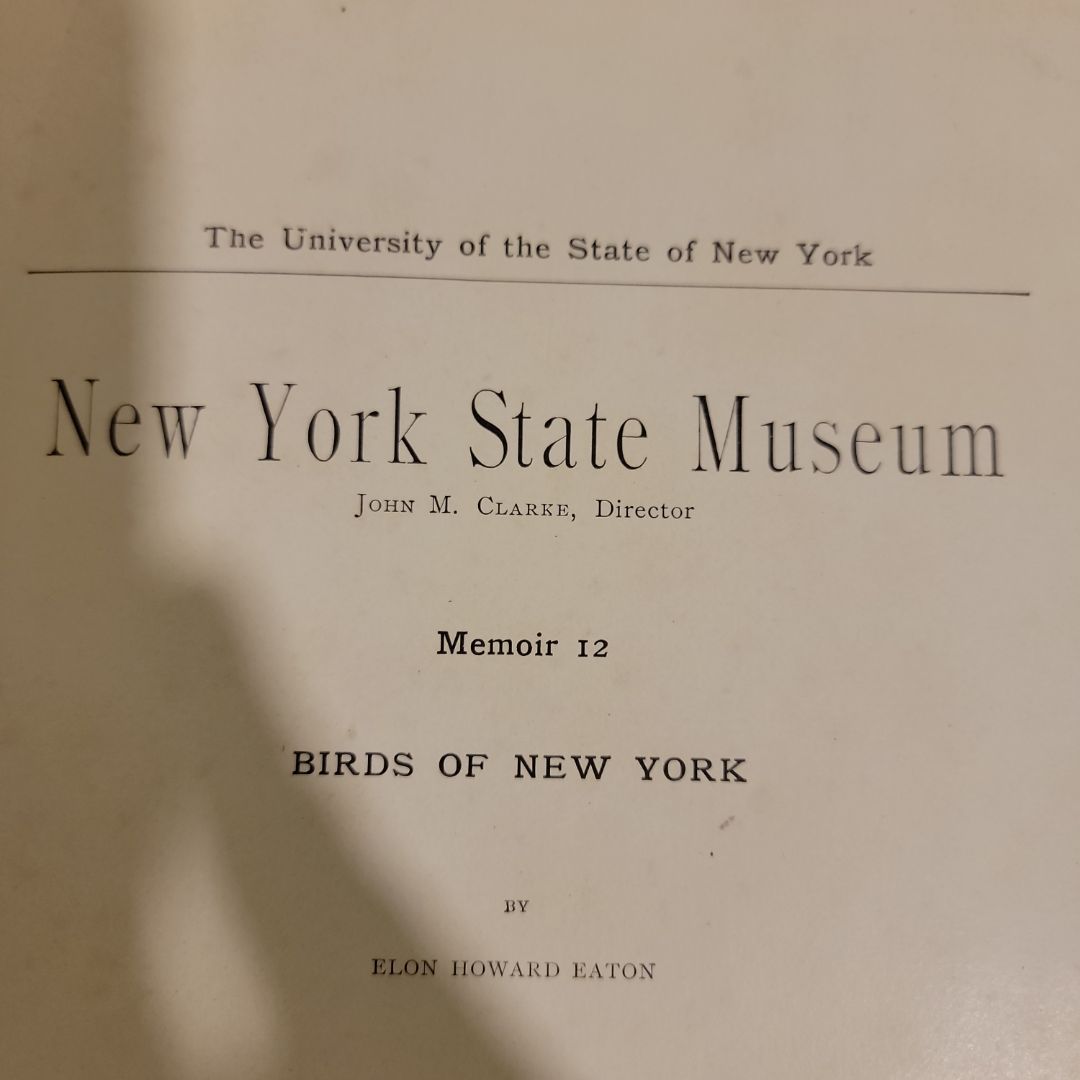 The University of the State of New York
New York State Museum
John M. Clarke, Director
Memoir 12
BIRDS OF NEW YORK
BY
ELON HOWARD EATON